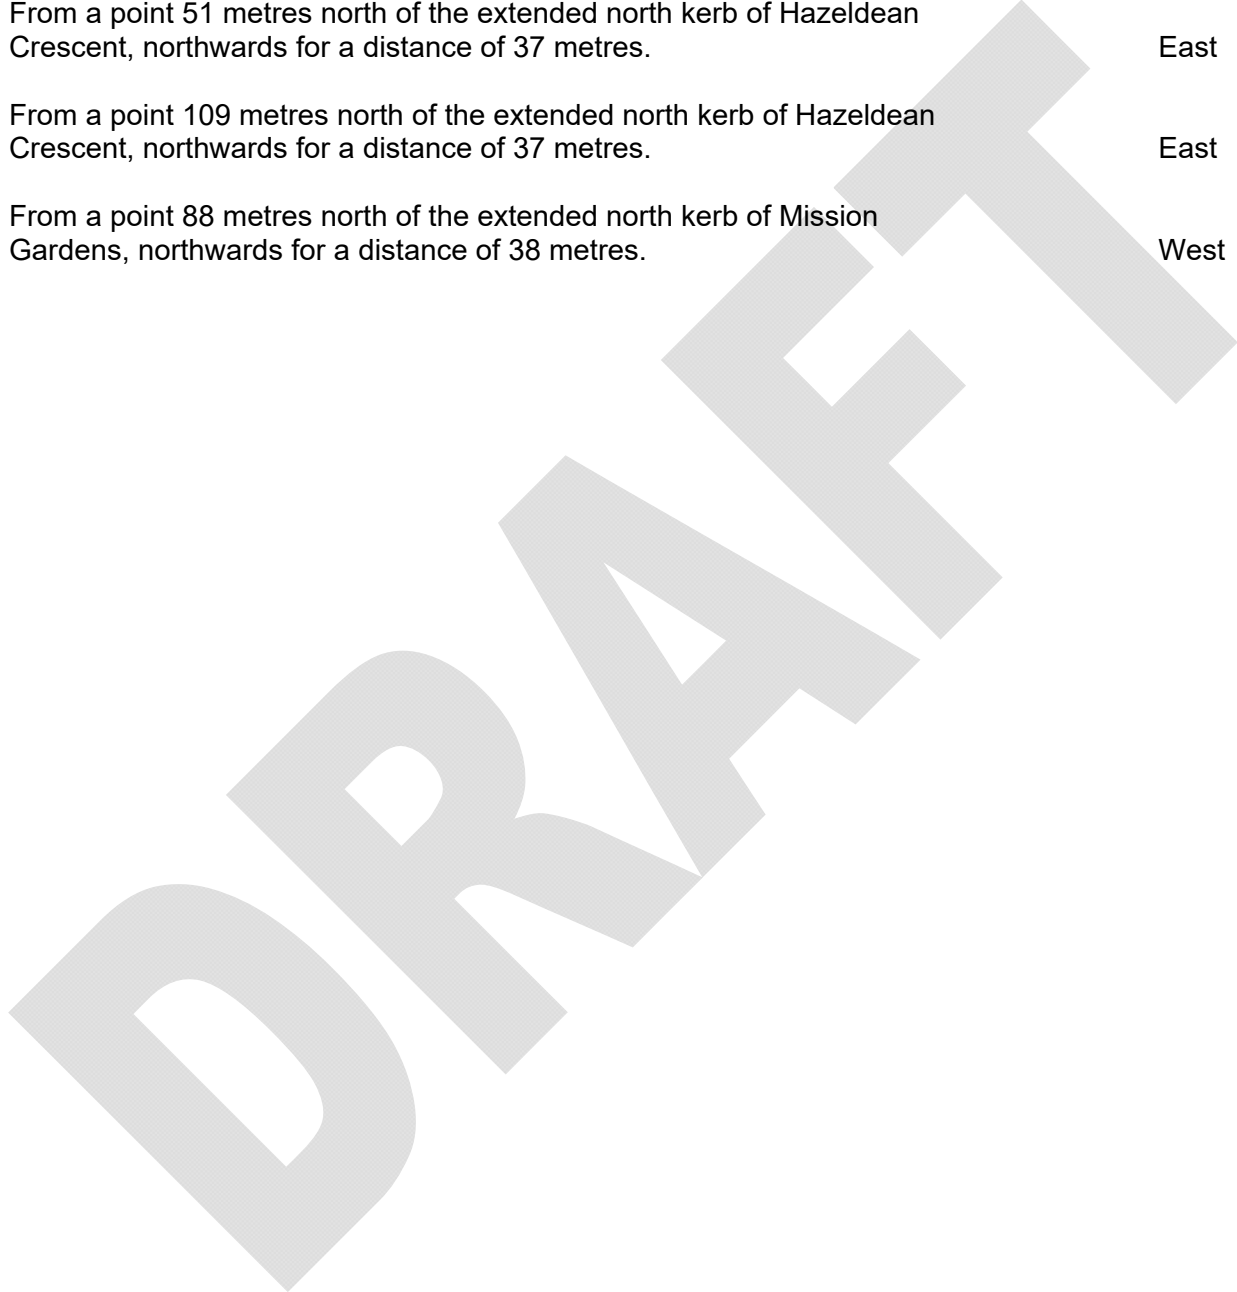 From a point 51 metres north of the extended north kerb of Hazeldean
Crescent, northwards for a distance of 37 metres. East
From a point 109 metres north of the extended north kerb of Hazeldean
Crescent, northwards for a distance of 37 metres. East
From a point 88 metres north of the extended north kerb of Mission
Gardens, northwards for a distance of 38 metres. West
DRAFT